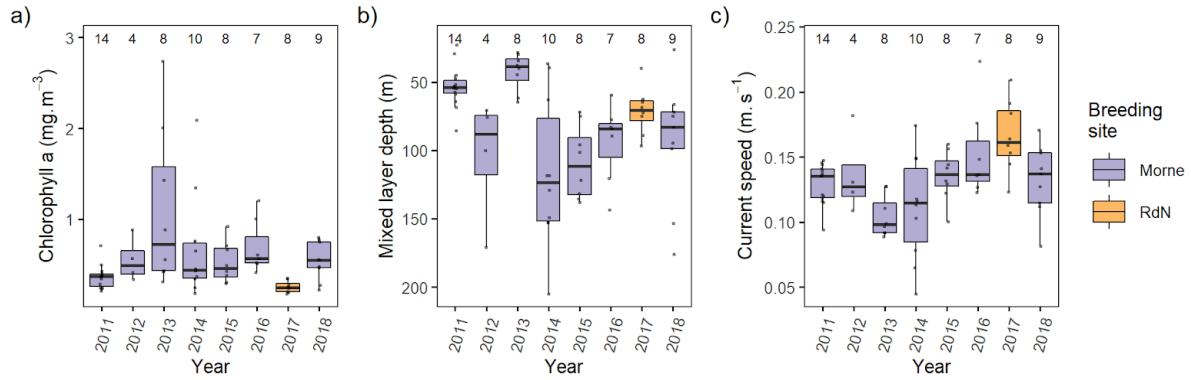 a)
14 4 8 10 8 7 8 9
3
2
1
Chlorophyll a (mg.m⁻³)
2011 2012 2013 2014 2015 2016 2017 2018
Year
b)
14 4 8 10 8 7 8 9
50
100
150
200
Mixed layer depth (m)
2011 2012 2013 2014 2015 2016 2017 2018
Year
c)
14 4 8 10 8 7 8 9
0.20
0.15
0.10
0.05
Current speed (m.s⁻¹)
2011 2012 2013 2014 2015 2016 2017 2018
Year
Breeding
site
Morne
RdN